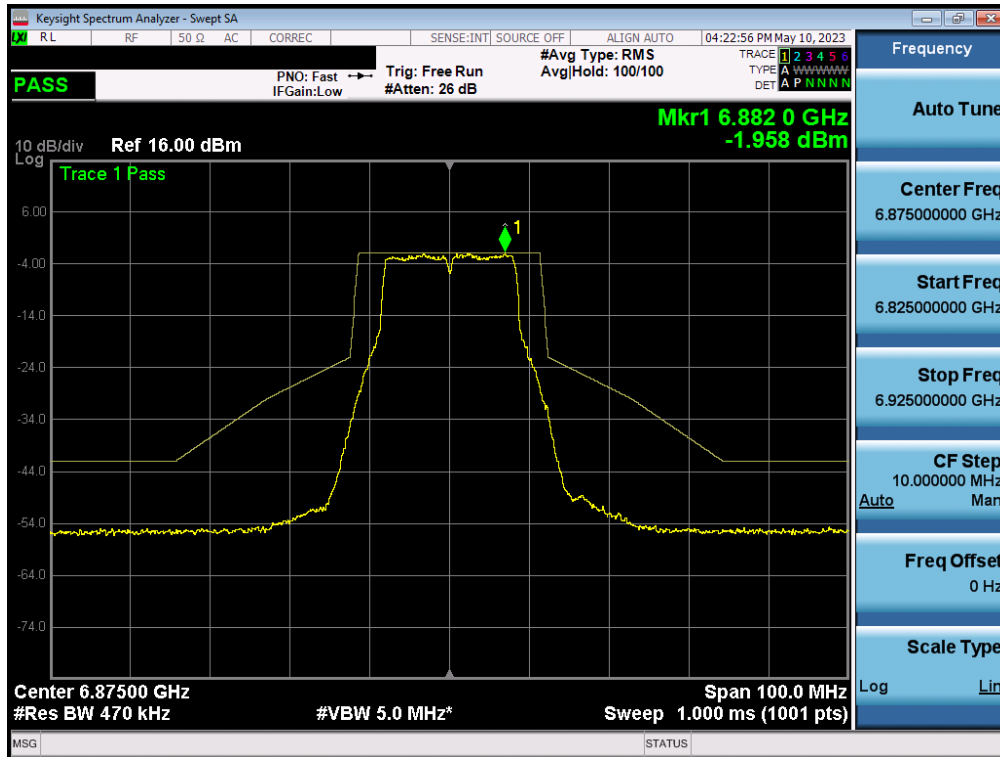 Keysight Spectrum Analyzer - Swept SA
LXI RL RF 50 Ω AC CORREC SENSE:INT SOURCE OFF ALIGN AUTO 04:22:56 PM May 10, 2023
PASS
PNO: Fast
IFGain:Low
Trig: Free Run
#Atten: 26 dB
#Avg Type: RMS
Avg|Hold: 100/100
TRACE 1 2 3 4 5 6
TYPE A WWWWW
DET A P N N N N
Mkr1 6.882 0 GHz
-1.958 dBm
10 dB/div Ref 16.00 dBm
Log
Trace 1 Pass
1
6.00
-4.00
-14.0
-24.0
-34.0
-44.0
-54.0
-64.0
-74.0
Center 6.87500 GHz Span 100.0 MHz
#Res BW 470 kHz #VBW 5.0 MHz* Sweep 1.000 ms (1001 pts)
MSG STATUS
Frequency
Auto Tune
Center Freq
6.875000000 GHz
Start Freq
6.825000000 GHz
Stop Freq
6.925000000 GHz
CF Step
10.000000 MHz
Auto Man
Freq Offset
0 Hz
Scale Type
Log Lin